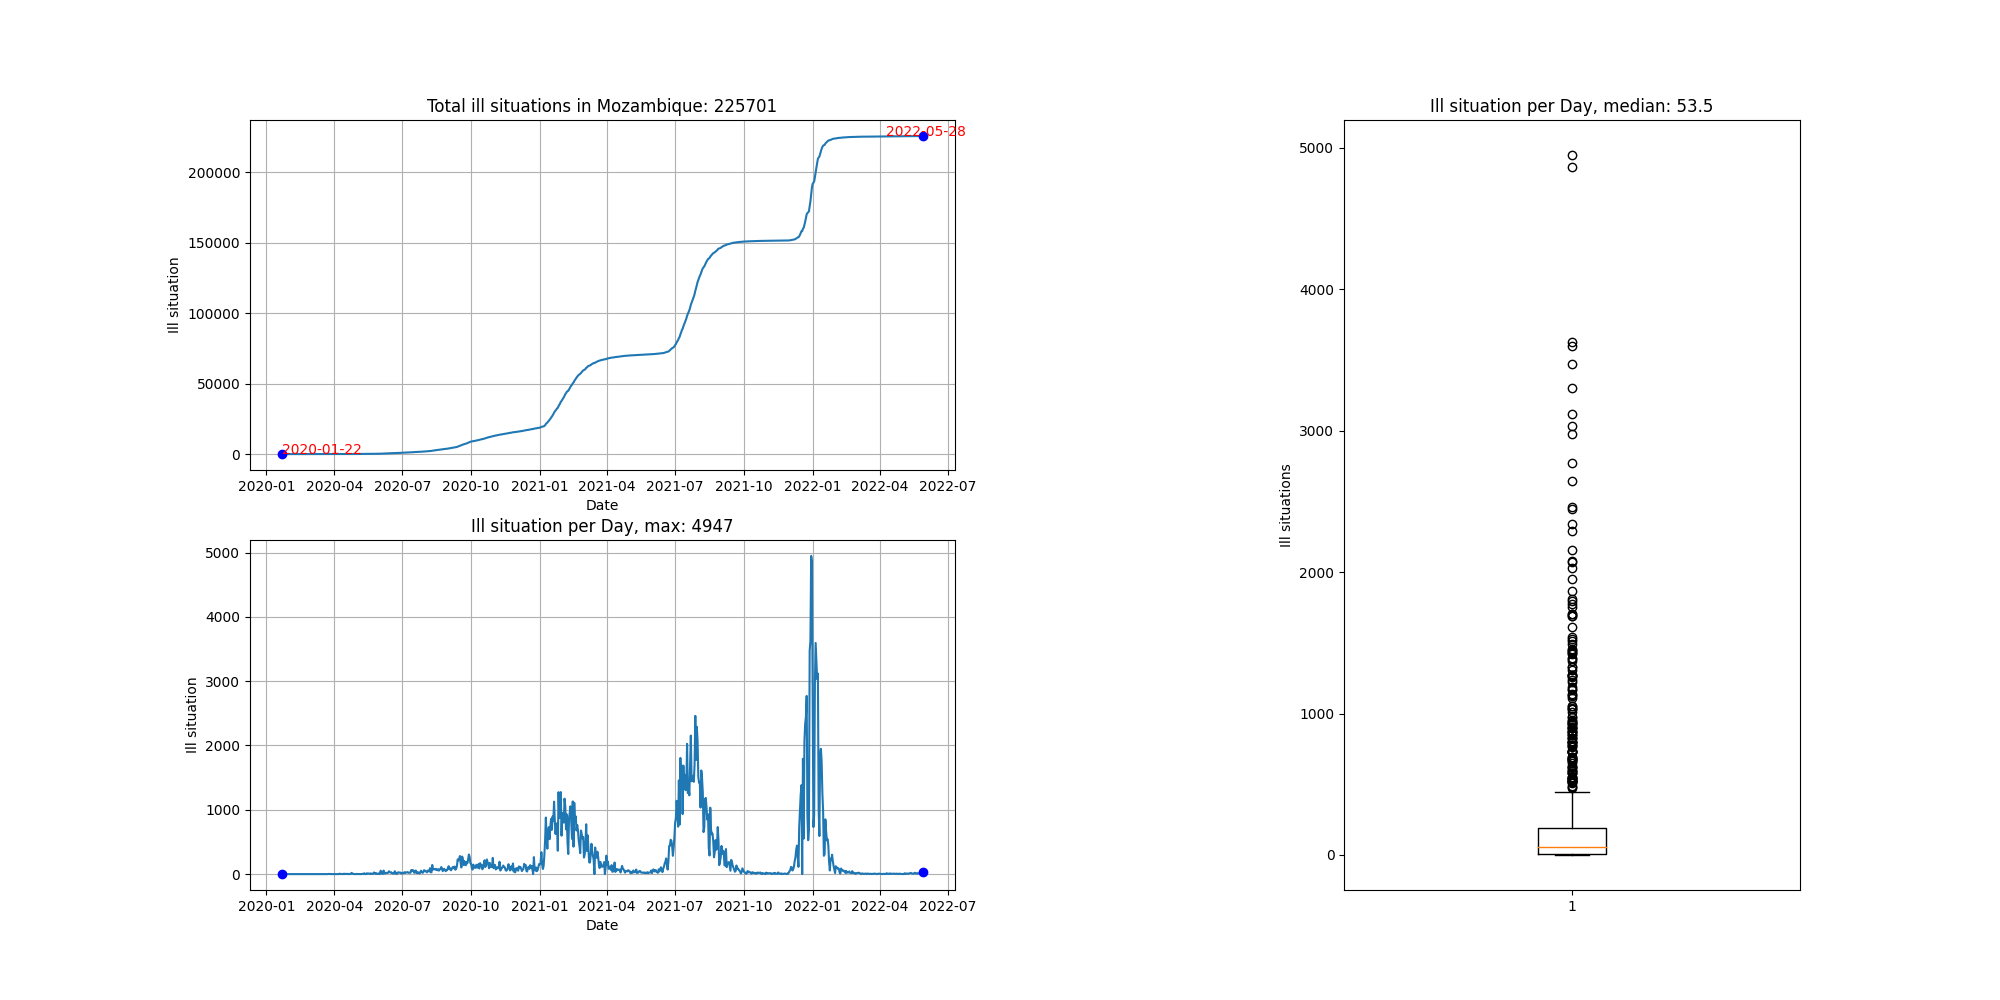 Total ill situations in Mozambique: 225701
Ill situation
200000
150000
100000
50000
0
2022-05-28
2020-01-22
2020-01 2020-04 2020-07 2020-10 2021-01 2021-04 2021-07 2021-10 2022-01 2022-04 2022-07
Date
Ill situation per Day, max: 4947
Ill situation
5000
4000
3000
2000
1000
0
2020-01 2020-04 2020-07 2020-10 2021-01 2021-04 2021-07 2021-10 2022-01 2022-04 2022-07
Date
Ill situation per Day, median: 53.5
Ill situations
5000
4000
3000
2000
1000
0
1